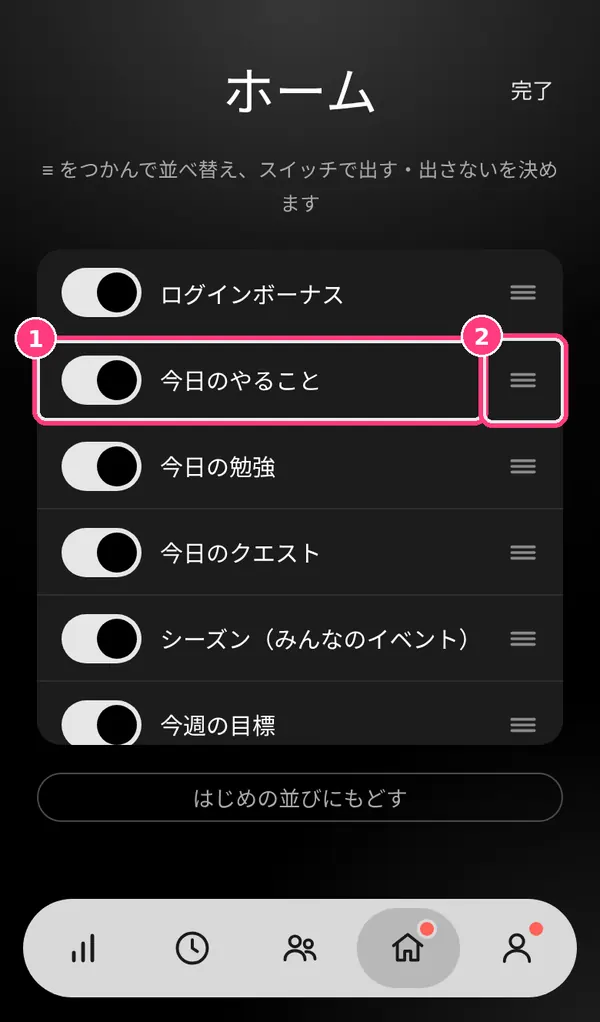 ホーム
完了
≡ をつかんで並べ替え、スイッチで出す・出さないを決め
ます
ログインボーナス
1
2
今日のやること
今日の勉強
今日のクエスト
シーズン（みんなのイベント）
今週の目標
はじめの並びにもどす